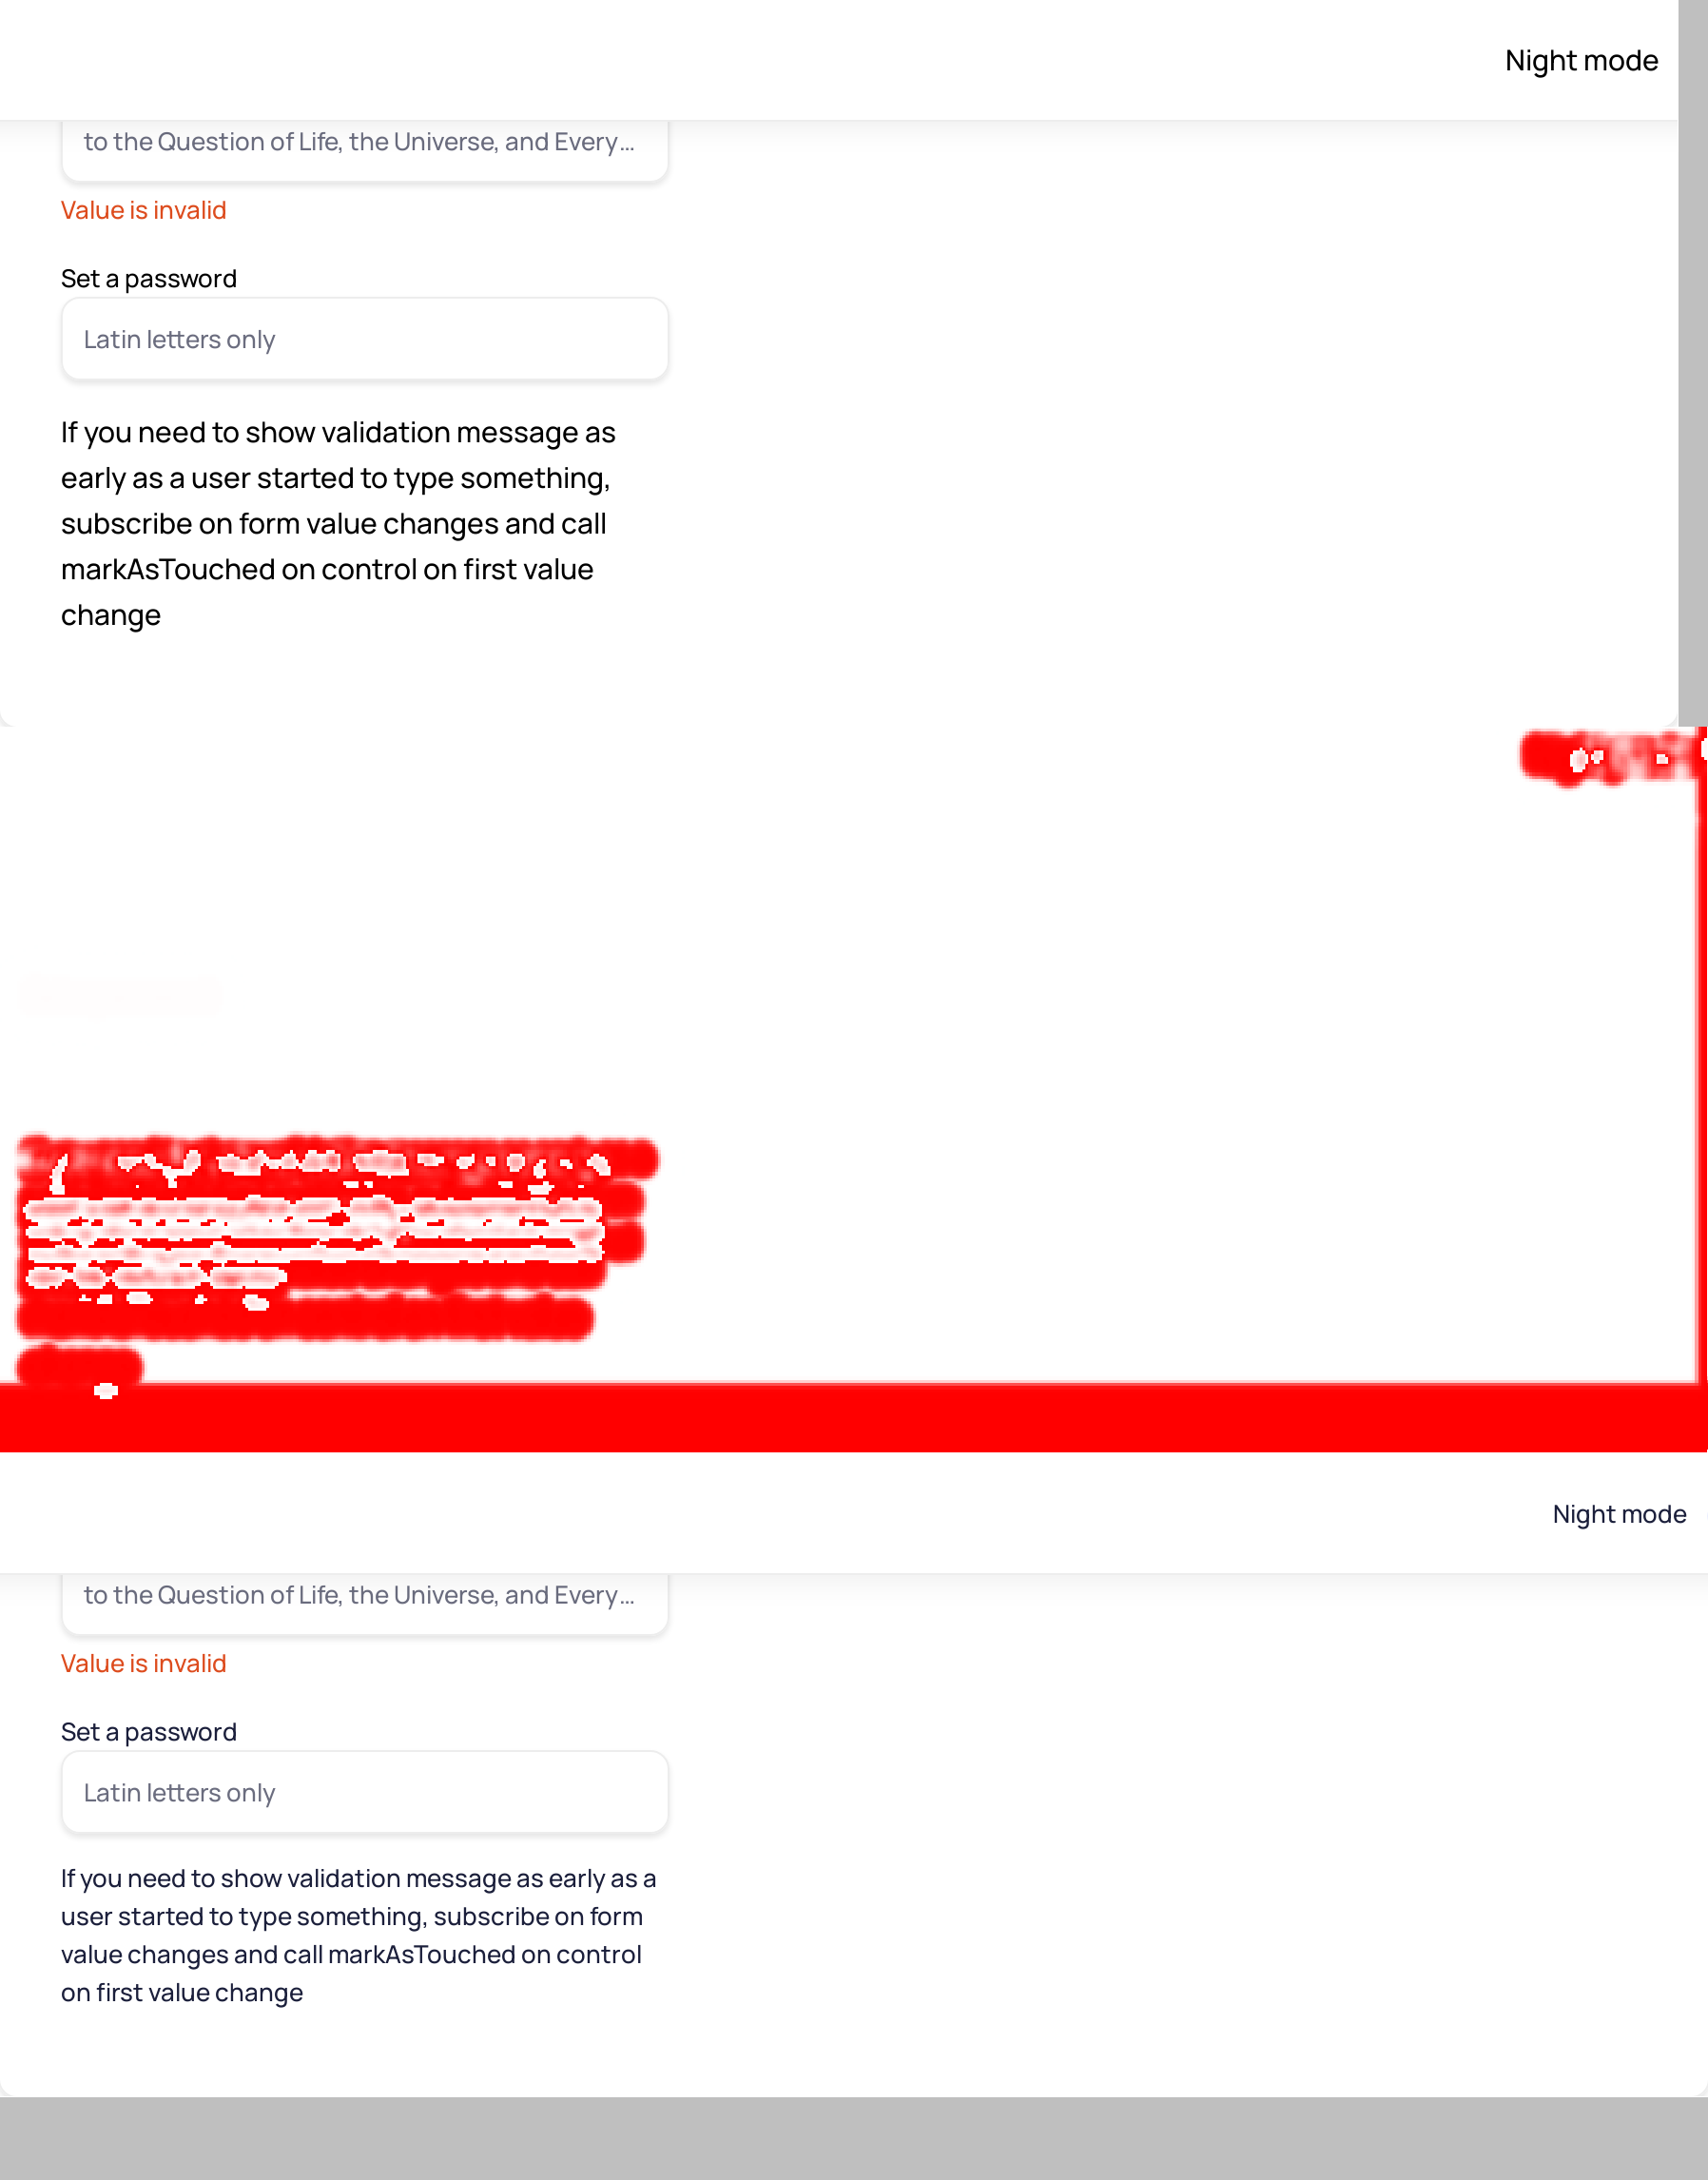 Night mode
to the Question of Life, the Universe, and Every...
Value is invalid
Set a password
Latin letters only
If you need to show validation message as
early as a user started to type something,
subscribe on form value changes and call
markAsTouched on control on first value
change
Night mode
to the Question of Life, the Universe, and Every...
Value is invalid
Set a password
Latin letters only
If you need to show validation message as early as a
user started to type something, subscribe on form
value changes and call markAsTouched on control
on first value change